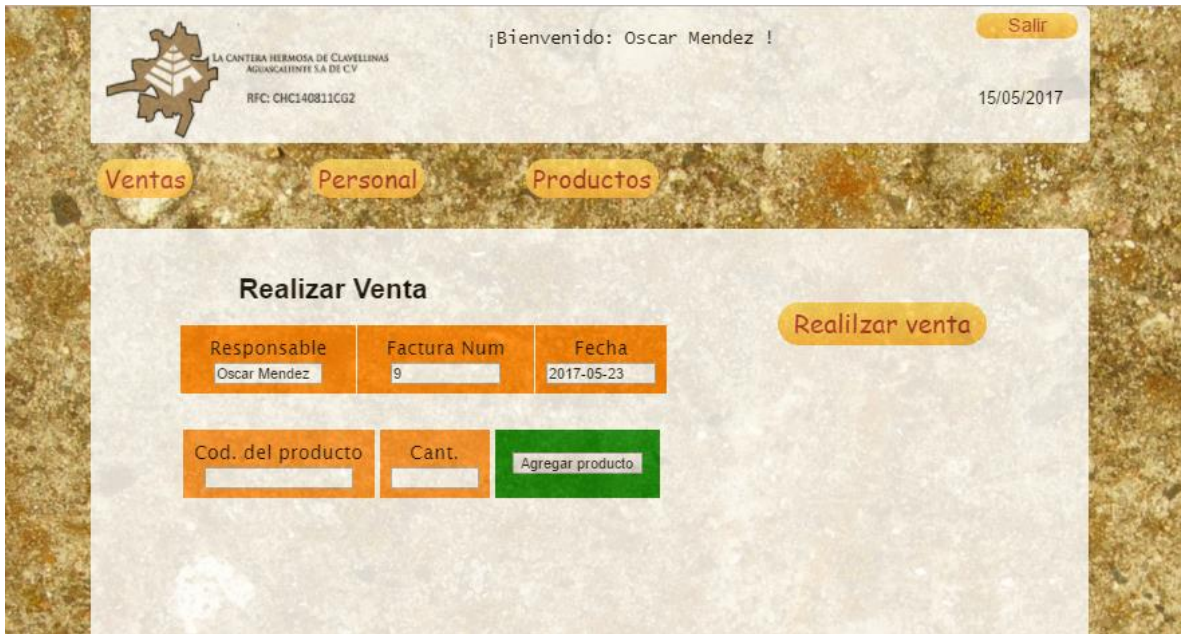 ¡Bienvenido: Oscar Mendez !
Salir
LA CANTERA HERMOSA DE CLAVELLINAS
AGUASCALIENTE S.A DE C.V
RFC: CHC140811CG2
15/05/2017
Ventas
Personal
Productos
Realizar Venta
Realilzar venta
Responsable
Factura Num
Fecha
Oscar Mendez
9
2017-05-23
Cod. del producto
Cant.
Agregar producto